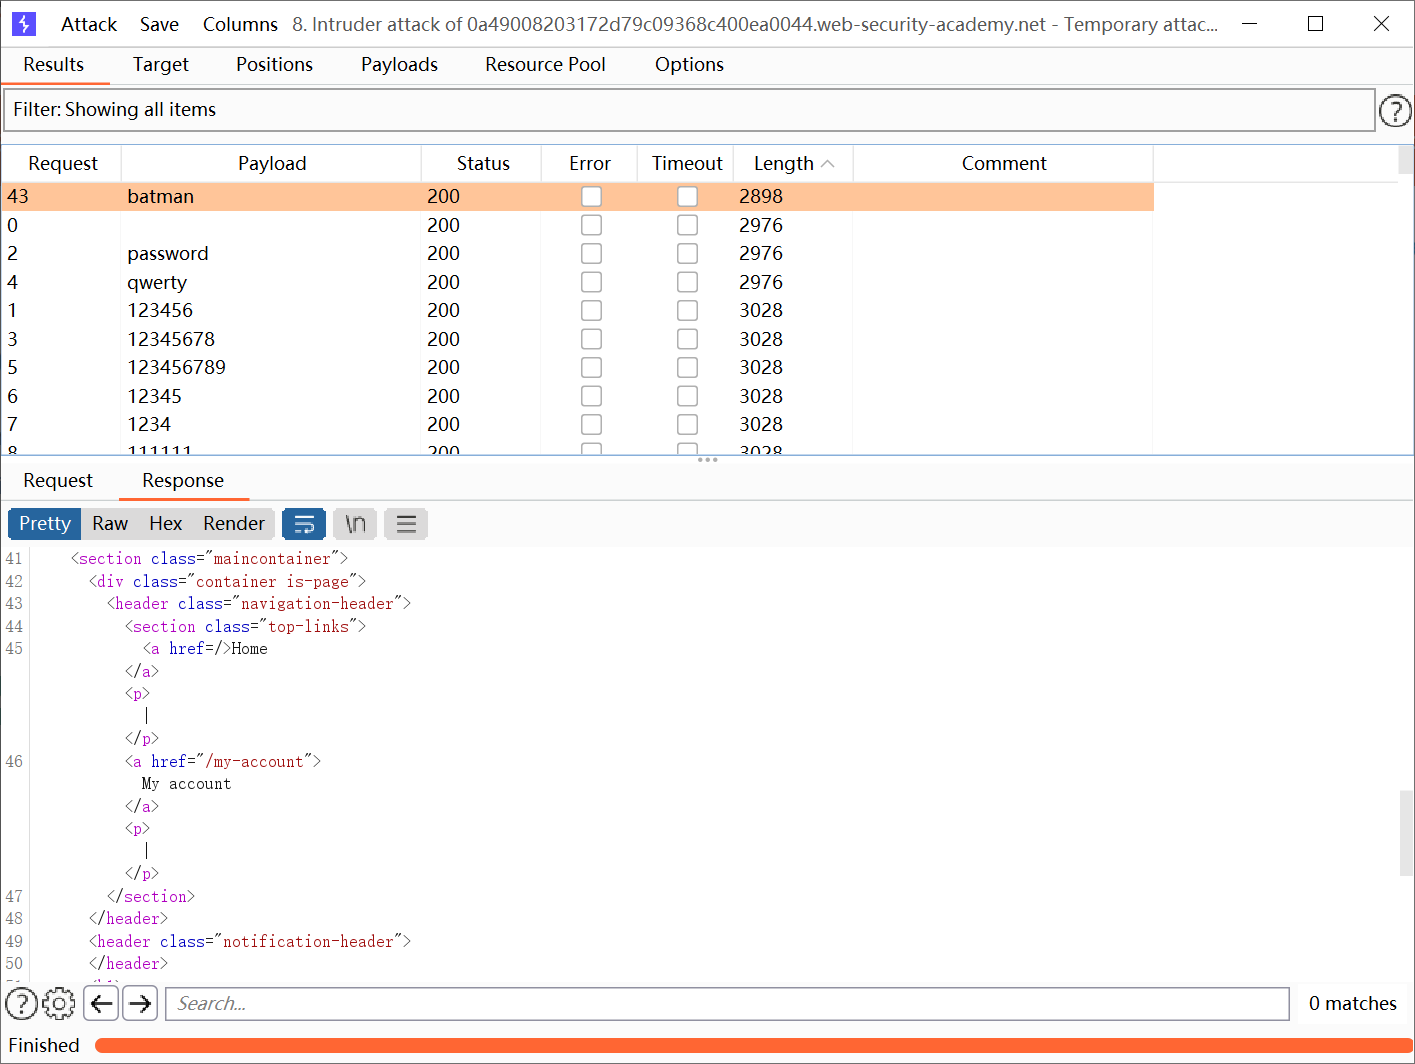 Attack Save Columns 8. Intruder attack of 0a49008203172d79c09368c400ea0044.web-security-academy.net - Temporary attac...
Results Target Positions Payloads Resource Pool Options
Filter: Showing all items
Request Payload Status Error Timeout Length Comment
43 batman 200 2898
0 200 2976
2 password 200 2976
4 qwerty 200 2976
1 123456 200 3028
3 12345678 200 3028
5 123456789 200 3028
6 12345 200 3028
7 1234 200 3028
8 111111 200 3028
Request Response
Pretty Raw Hex Render \n
41 <section class="maincontainer">
42 <div class="container is-page">
43 <header class="navigation-header">
44 <section class="top-links">
45 <a href=/>Home
</a>
<p>
|
</p>
46 <a href="/my-account">
My account
</a>
<p>
|
</p>
47 </section>
48 </header>
49 <header class="notification-header">
50 </header>
Search... 0 matches
Finished